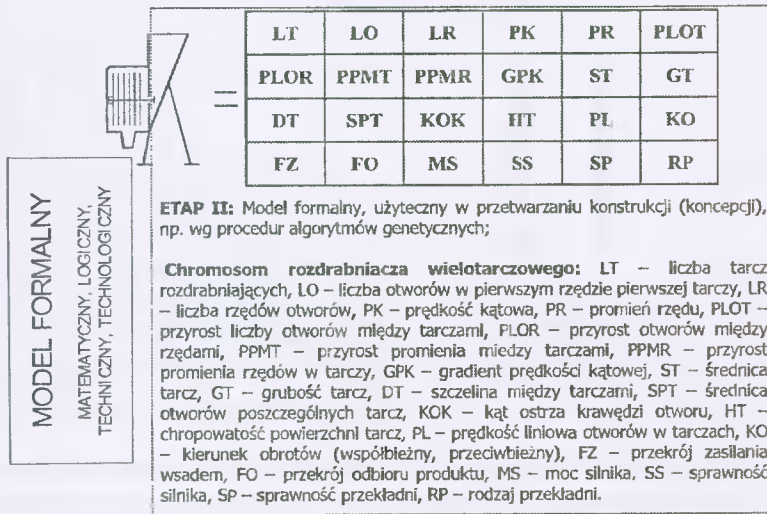 LT LO LR PK PR PLOT
PLOR PPMT PPMR GPK ST GT
=
DT SPT KOK HT PL KO
FZ FO MS SS SP RP
MODEL FORMALNY
MATEMATYCZNY, LOGICZNY,
TECHNICZNY, TECHNOLOGICZNY
ETAP II: Model formalny, użyteczny w przetwarzaniu konstrukcji (koncepcji),
np. wg procedur algorytmów genetycznych;
Chromosom rozdrabniacza wielotarczowego: LT – liczba tarcz
rozdrabniających, LO – liczba otworów w pierwszym rzędzie pierwszej tarczy, LR
– liczba rzędów otworów, PK – prędkość kątowa, PR – promień rzędu, PLOT –
przyrost liczby otworów między tarczami, PLOR – przyrost otworów między
rzędami, PPMT – przyrost promienia miedzy tarczami, PPMR – przyrost
promienia rzędów w tarczy, GPK – gradient prędkości kątowej, ST – średnica
tarcz, GT – grubość tarcz, DT – szczelina między tarczami, SPT – średnica
otworów poszczególnych tarcz, KOK – kąt ostrza krawędzi otworu, HT –
chropowatość powierzchni tarcz, PL – prędkość liniowa otworów w tarczach, KO
– kierunek obrotów (współbieżny, przeciwbieżny), FZ – przekrój zasilania
wsadem, FO – przekrój odbioru produktu, MS – moc silnika, SS – sprawność
silnika, SP – sprawność przekładni, RP – rodzaj przekładni.